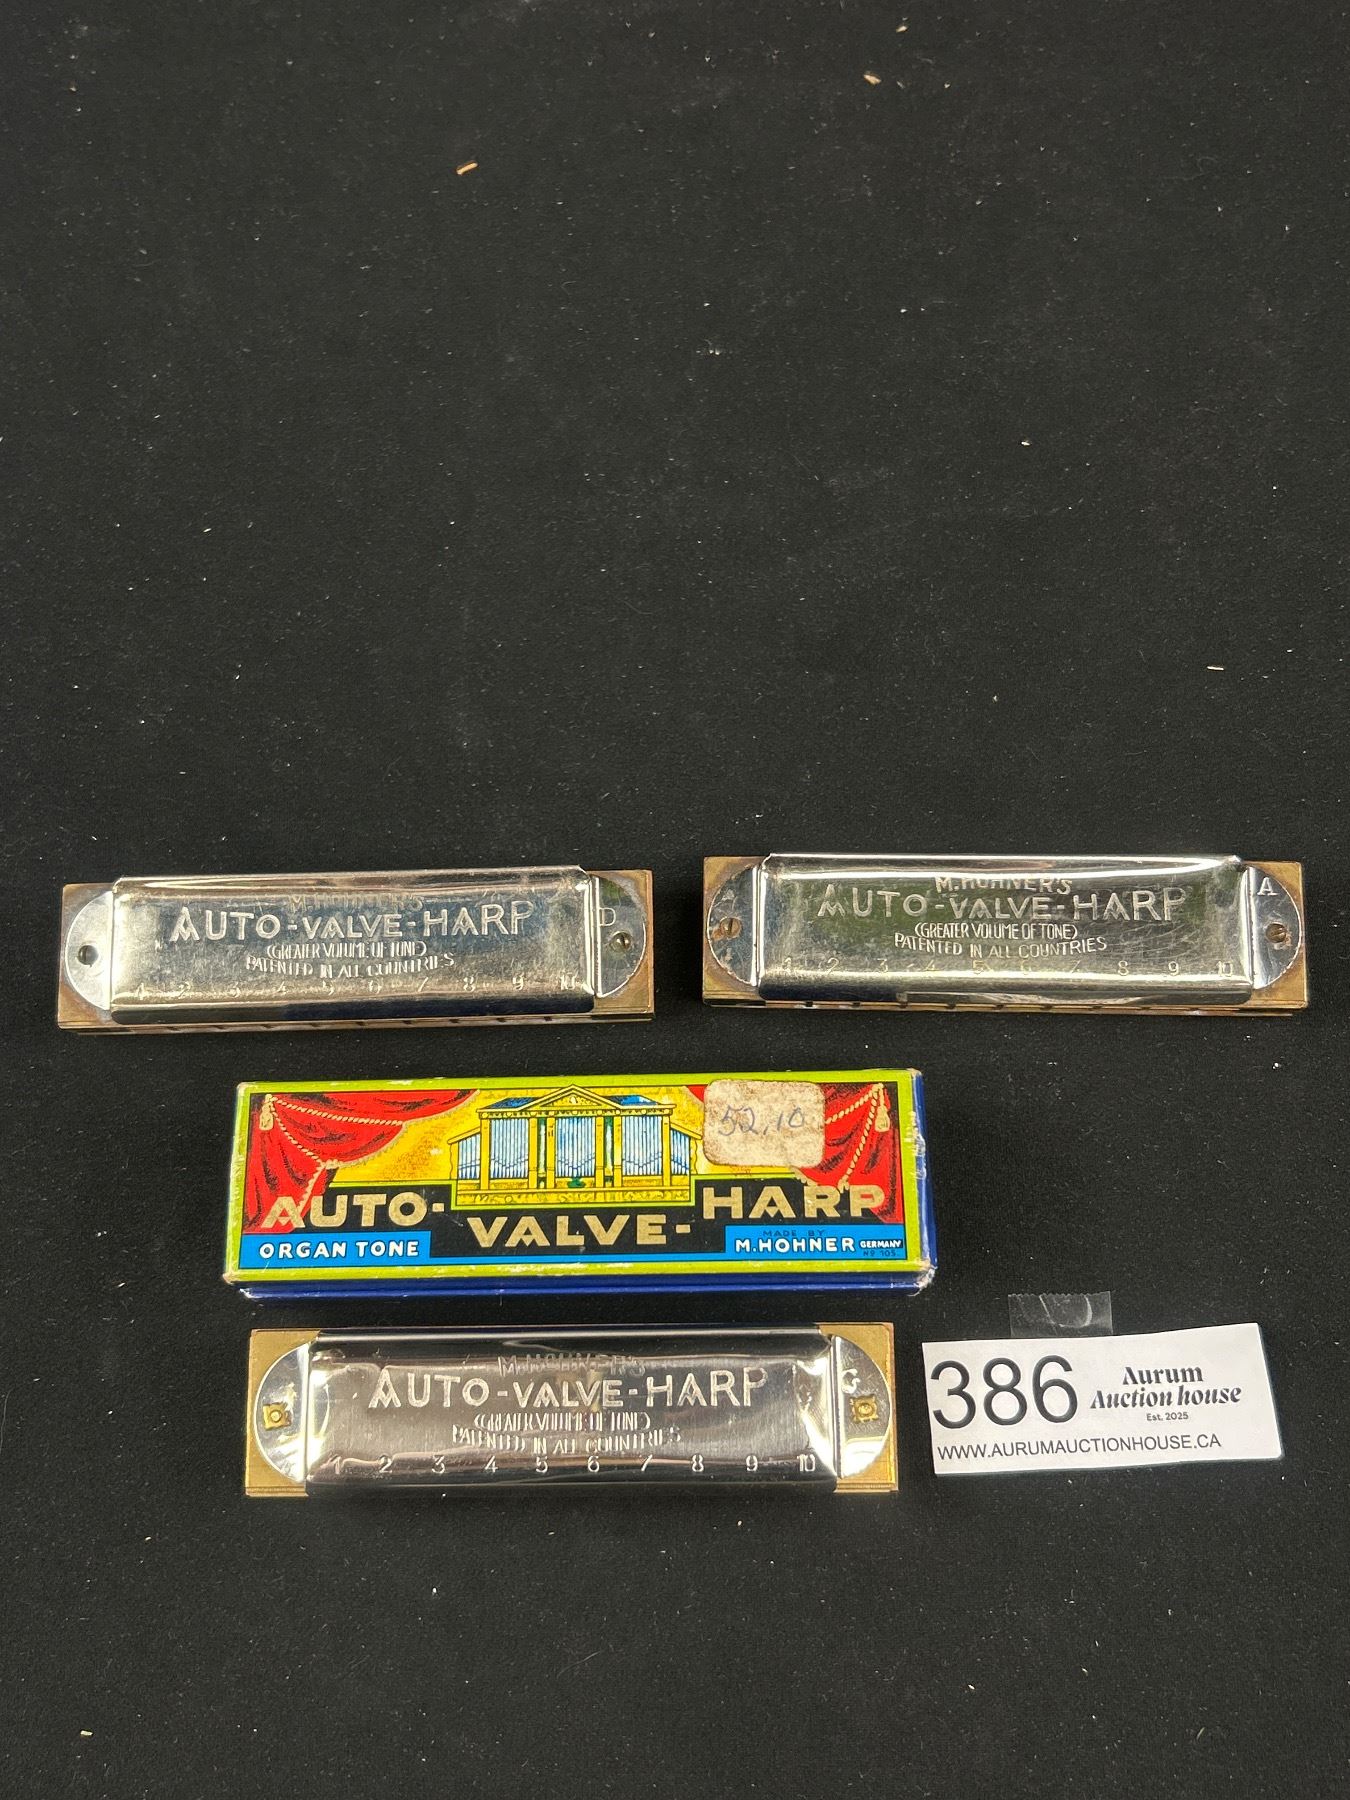 M.HOHNER'S
AUTO-VALVE-HARP
(GREATER VOLUME OF TONE)
PATENTED IN ALL COUNTRIES
D
1 2 3 4 5 6 7 8 9 10
M.HOHNER'S
AUTO-VALVE-HARP
(GREATER VOLUME OF TONE)
PATENTED IN ALL COUNTRIES
A
1 2 3 4 5 6 7 8 9 10
52,10
AUTO-VALVE-HARP
ORGAN TONE
MADE BY
M.HOHNER GERMANY
Nº 105
M.HOHNER'S
AUTO-VALVE-HARP
(GREATER VOLUME OF TONE)
PATENTED IN ALL COUNTRIES
G
1 2 3 4 5 6 7 8 9 10
386
Aurum
Auction house
Est. 2025
WWW.AURUMAUCTIONHOUSE.CA